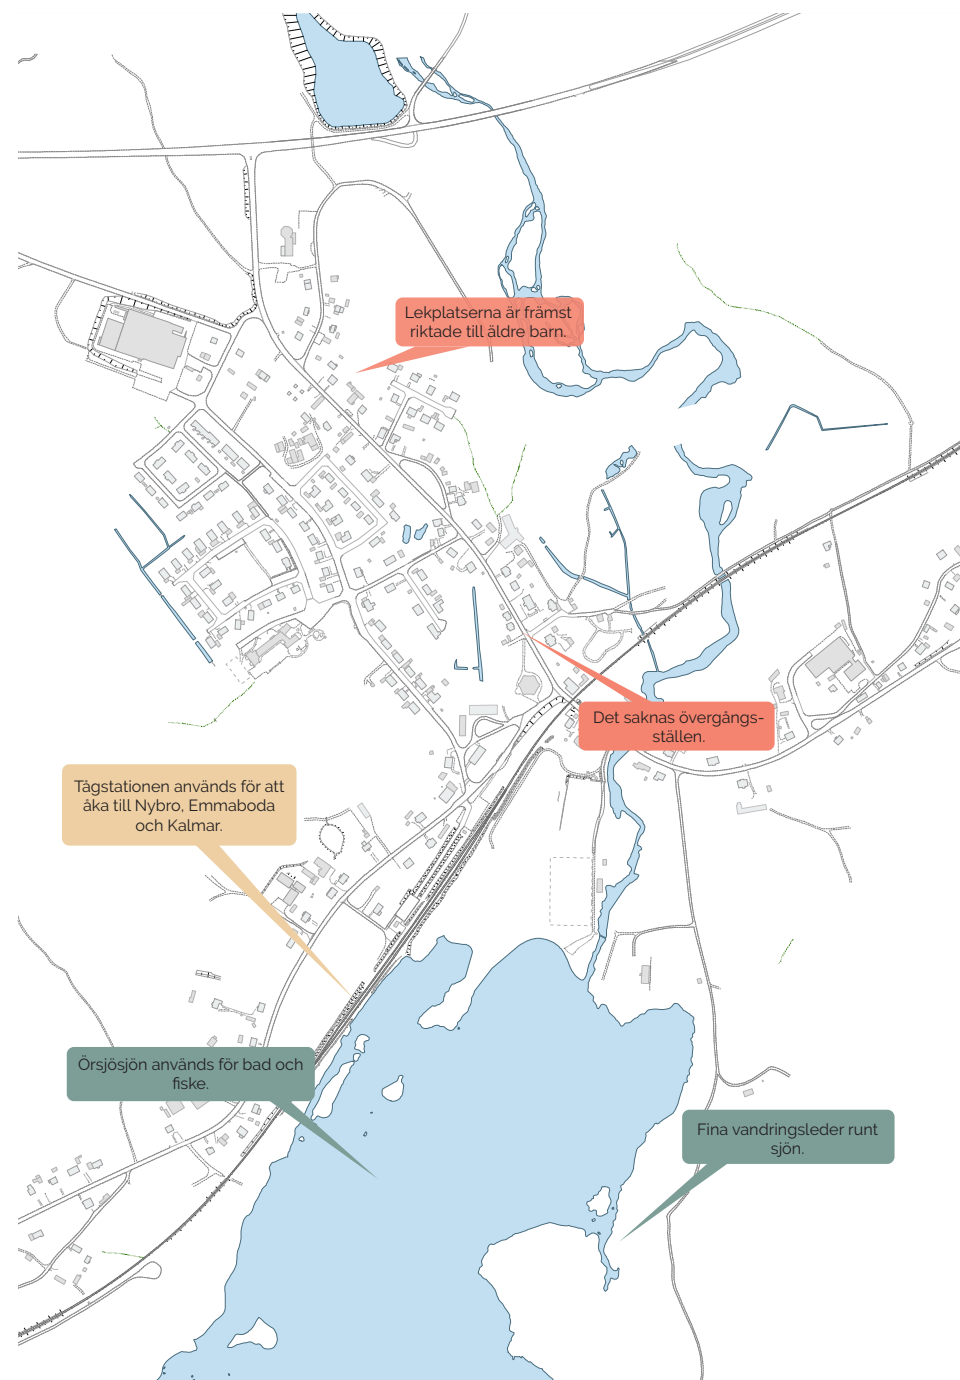 Lekplatserna är främst
riktade till äldre barn.
Det saknas övergångs-
ställen.
Tågstationen används för att
åka till Nybro, Emmaboda
och Kalmar.
Örsjösjön används för bad och
fiske.
Fina vandringsleder runt
sjön.